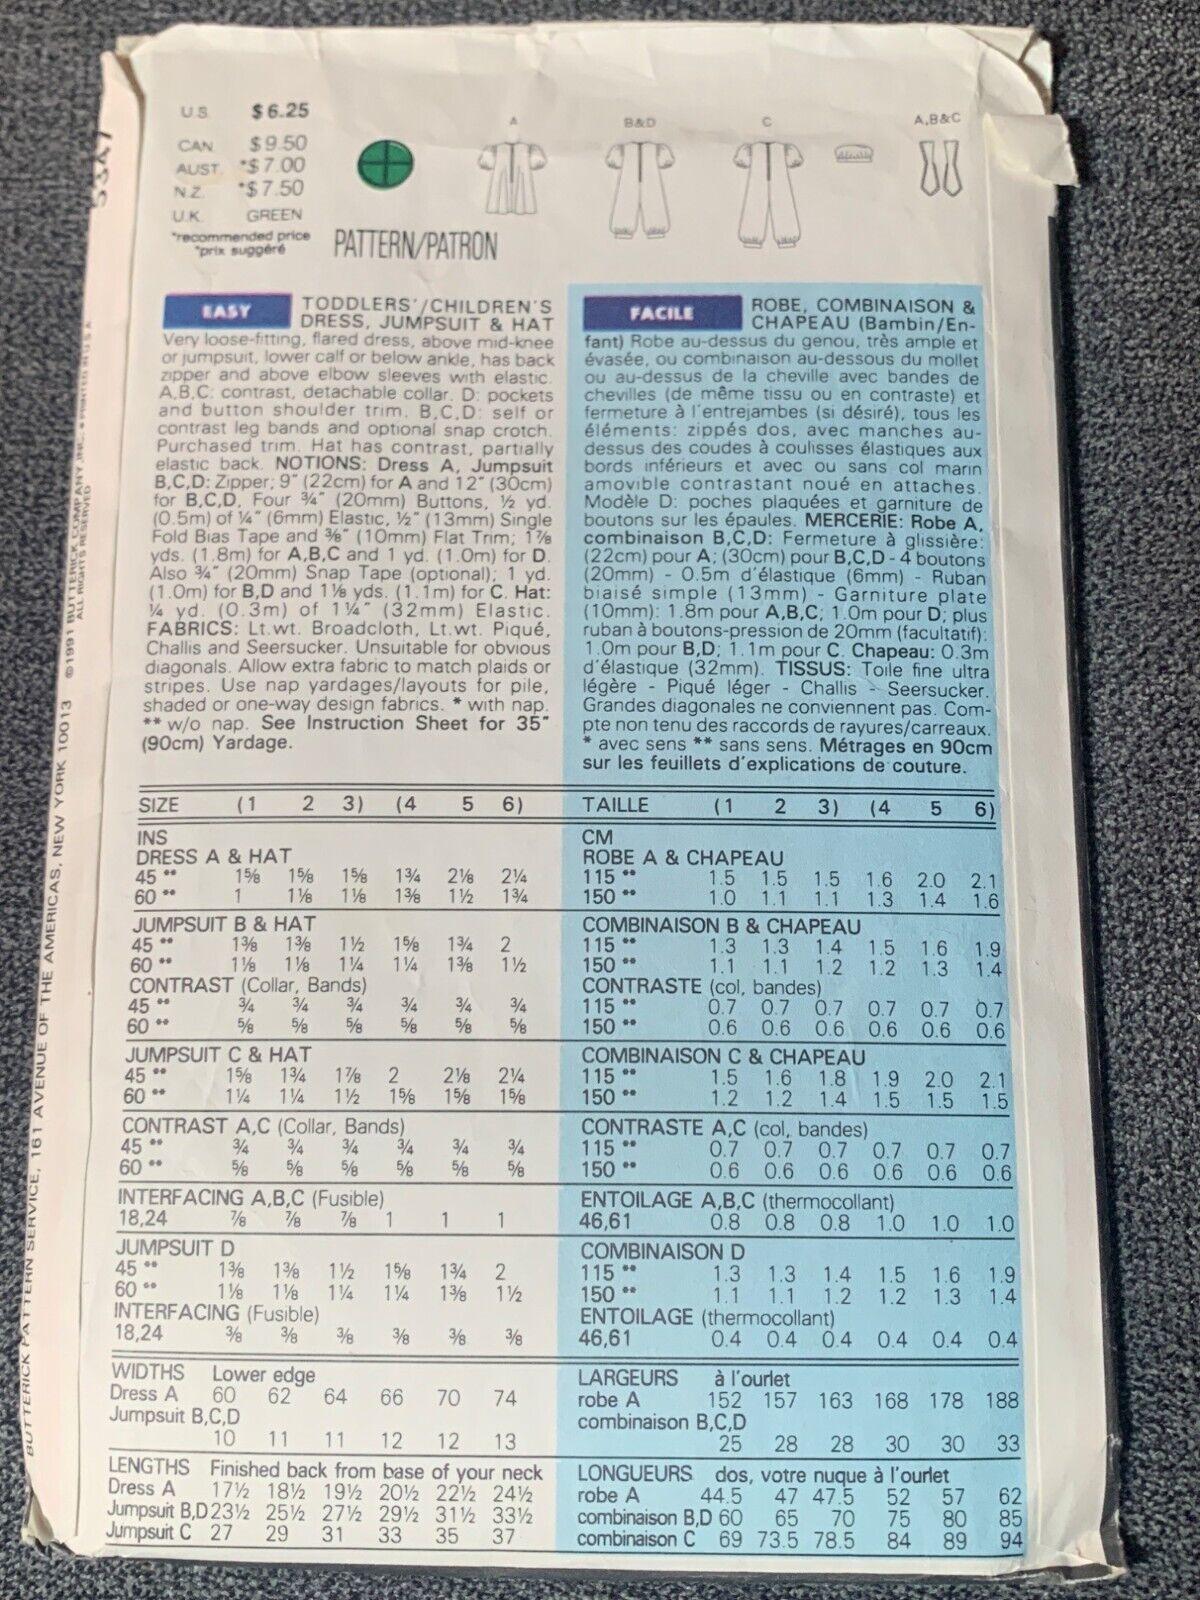 U.S. $6.25
CAN $9.50
AUST. *$7.00
N.Z. *$7.50
U.K. GREEN
*recommended price
*prix suggéré
PATTERN/PATRON
A
B&D
C
A,B&C
EASY
TODDLERS'/CHILDREN'S
DRESS, JUMPSUIT & HAT
Very loose-fitting, flared dress, above mid-knee
or jumpsuit, lower calf or below ankle, has back
zipper and above elbow sleeves with elastic.
A,B,C: contrast, detachable collar. D: pockets
and button shoulder trim. B,C,D: self or
contrast leg bands and optional snap crotch.
Purchased trim. Hat has contrast, partially
elastic back. NOTIONS: Dress A, Jumpsuit
B,C,D: Zipper; 9" (22cm) for A and 12" (30cm)
for B,C,D, Four ¾" (20mm) Buttons, ½ yd.
(0.5m) of ¼" (6mm) Elastic, ½" (13mm) Single
Fold Bias Tape and ⅜" (10mm) Flat Trim; 1⅞
yds. (1.8m) for A,B,C and 1 yd. (1.0m) for D.
Also ¾" (20mm) Snap Tape (optional); 1 yd.
(1.0m) for B,D and 1⅛ yds. (1.1m) for C. Hat:
¼ yd. (0.3m) of 1¼" (32mm) Elastic.
FABRICS: Lt.wt. Broadcloth, Lt.wt. Piqué,
Challis and Seersucker. Unsuitable for obvious
diagonals. Allow extra fabric to match plaids or
stripes. Use nap yardages/layouts for pile,
shaded or one-way design fabrics. * with nap.
** w/o nap. See Instruction Sheet for 35"
(90cm) Yardage.
FACILE
ROBE, COMBINAISON &
CHAPEAU (Bambin/En-
fant) Robe au-dessus du genou, très ample et
évasée, ou combinaison au-dessous du mollet
ou au-dessus de la cheville avec bandes de
chevilles (de même tissu ou en contraste) et
fermeture à l'entrejambes (si désiré), tous les
éléments: zippés dos, avec manches au-
dessus des coudes à coulisses élastiques aux
bords inférieurs et avec ou sans col marin
amovible contrastant noué en attaches.
Modèle D: poches plaquées et garniture de
boutons sur les épaules. MERCERIE: Robe A,
combinaison B,C,D: Fermeture à glissière:
(22cm) pour A; (30cm) pour B,C,D - 4 boutons
(20mm) - 0.5m d'élastique (6mm) - Ruban
biaisé simple (13mm) - Garniture plate
(10mm): 1.8m pour A,B,C; 1.0m pour D; plus
ruban à boutons-pression de 20mm (facultatif):
1.0m pour B,D; 1.1m pour C. Chapeau: 0.3m
d'élastique (32mm). TISSUS: Toile fine ultra
légère - Piqué léger - Challis - Seersucker.
Grandes diagonales ne conviennent pas. Com-
pte non tenu des raccords de rayures/carreaux.
* avec sens ** sans sens. Métrages en 90cm
sur les feuillets d'explications de couture.
SIZE (1 2 3) (4 5 6)
INS
DRESS A & HAT
45 ** 1⅝ 1⅝ 1⅝ 1¾ 2⅛ 2¼
60 ** 1 1⅛ 1⅛ 1⅜ 1½ 1¾
JUMPSUIT B & HAT
45 ** 1⅜ 1⅜ 1½ 1⅝ 1¾ 2
60 ** 1⅛ 1⅛ 1¼ 1¼ 1⅜ 1½
CONTRAST (Collar, Bands)
45 ** ¾ ¾ ¾ ¾ ¾ ¾
60 ** ⅝ ⅝ ⅝ ⅝ ⅝ ⅝
JUMPSUIT C & HAT
45 ** 1⅝ 1¾ 1⅞ 2 2⅛ 2¼
60 ** 1¼ 1¼ 1½ 1⅝ 1⅝ 1⅝
CONTRAST A,C (Collar, Bands)
45 ** ¾ ¾ ¾ ¾ ¾ ¾
60 ** ⅝ ⅝ ⅝ ⅝ ⅝ ⅝
INTERFACING A,B,C (Fusible)
18,24 ⅞ ⅞ ⅞ 1 1 1
JUMPSUIT D
45 ** 1⅜ 1⅜ 1½ 1⅝ 1¾ 2
60 ** 1⅛ 1⅛ 1¼ 1¼ 1⅜ 1½
INTERFACING (Fusible)
18,24 ⅜ ⅜ ⅜ ⅜ ⅜ ⅜
WIDTHS Lower edge
Dress A 60 62 64 66 70 74
Jumpsuit B,C,D
10 11 11 12 12 13
LENGTHS Finished back from base of your neck
Dress A 17½ 18½ 19½ 20½ 22½ 24½
Jumpsuit B,D 23½ 25½ 27½ 29½ 31½ 33½
Jumpsuit C 27 29 31 33 35 37
TAILLE (1 2 3) (4 5 6)
CM
ROBE A & CHAPEAU
115 ** 1.5 1.5 1.5 1.6 2.0 2.1
150 ** 1.0 1.1 1.1 1.3 1.4 1.6
COMBINAISON B & CHAPEAU
115 ** 1.3 1.3 1.4 1.5 1.6 1.9
150 ** 1.1 1.1 1.2 1.2 1.3 1.4
CONTRASTE (col, bandes)
115 ** 0.7 0.7 0.7 0.7 0.7 0.7
150 ** 0.6 0.6 0.6 0.6 0.6 0.6
COMBINAISON C & CHAPEAU
115 ** 1.5 1.6 1.8 1.9 2.0 2.1
150 ** 1.2 1.2 1.4 1.5 1.5 1.5
CONTRASTE A,C (col, bandes)
115 ** 0.7 0.7 0.7 0.7 0.7 0.7
150 ** 0.6 0.6 0.6 0.6 0.6 0.6
ENTOILAGE A,B,C (thermocollant)
46,61 0.8 0.8 0.8 1.0 1.0 1.0
COMBINAISON D
115 ** 1.3 1.3 1.4 1.5 1.6 1.9
150 ** 1.1 1.1 1.2 1.2 1.3 1.4
ENTOILAGE (thermocollant)
46,61 0.4 0.4 0.4 0.4 0.4 0.4
LARGEURS à l'ourlet
robe A 152 157 163 168 178 188
combinaison B,C,D
25 28 28 30 30 33
LONGUEURS dos, votre nuque à l'ourlet
robe A 44.5 47 47.5 52 57 62
combinaison B,D 60 65 70 75 80 85
combinaison C 69 73.5 78.5 84 89 94
BUTTERICK PATTERN SERVICE, 161 AVENUE OF THE AMERICAS, NEW YORK 10013 ©1991 BUTTERICK COMPANY, INC. • PRINTED IN U.S.A.
ALL RIGHTS RESERVED